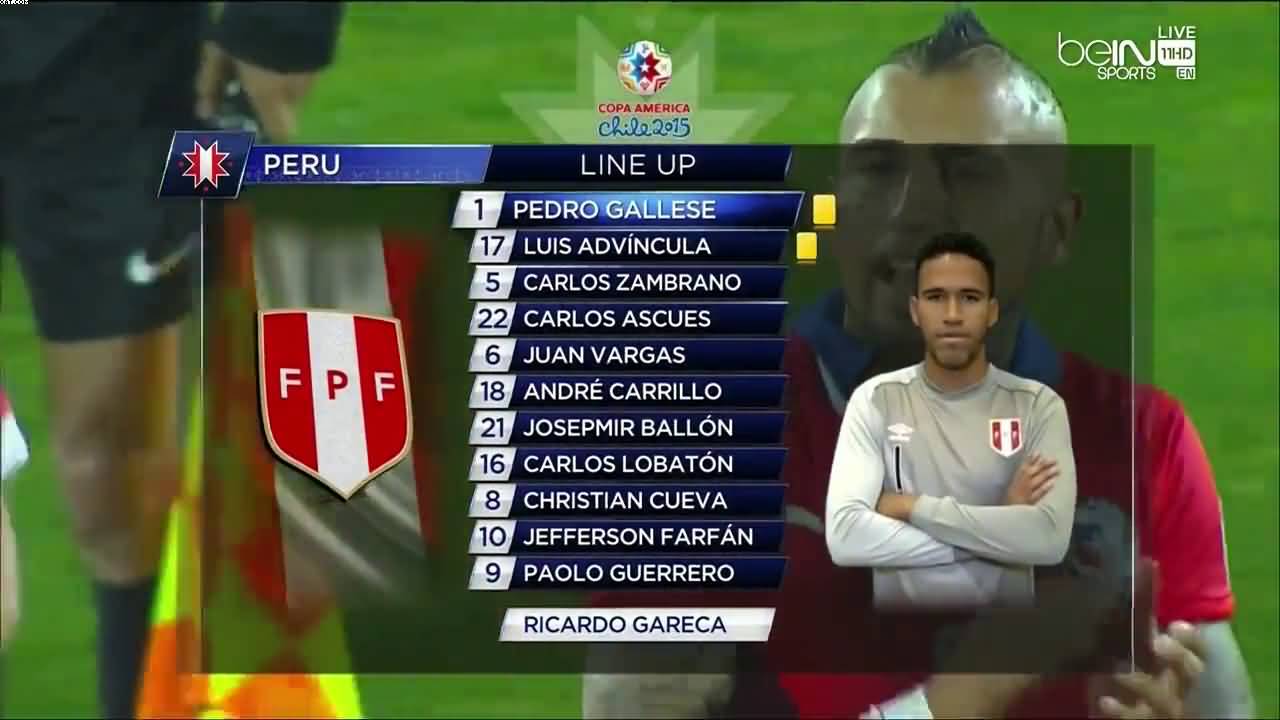 LIVE
beIN 11HD
SPORTS EN
COPA AMERICA
chile2015
PERU LINE UP
1 PEDRO GALLESE
17 LUIS ADVÍNCULA
5 CARLOS ZAMBRANO
22 CARLOS ASCUES
6 JUAN VARGAS
18 ANDRÉ CARRILLO
21 JOSEPMIR BALLÓN
16 CARLOS LOBATÓN
8 CHRISTIAN CUEVA
10 JEFFERSON FARFÁN
9 PAOLO GUERRERO
RICARDO GARECA
FPF